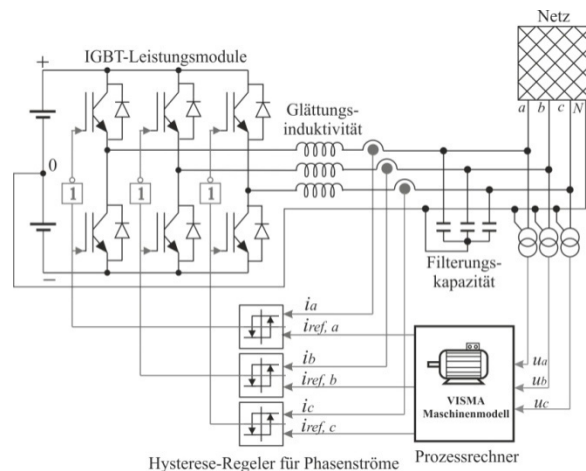 Netz
IGBT-Leistungsmodule
+
a b c N
Glättungs-
induktivität
0
1 1 1
−
Filterungs-
kapazität
ia
iref, a
ua
ib
iref, b
VISMA
Maschinenmodell
ub
ic
iref, c
uc
Hysterese-Regeler für Phasenströme
Prozessrechner